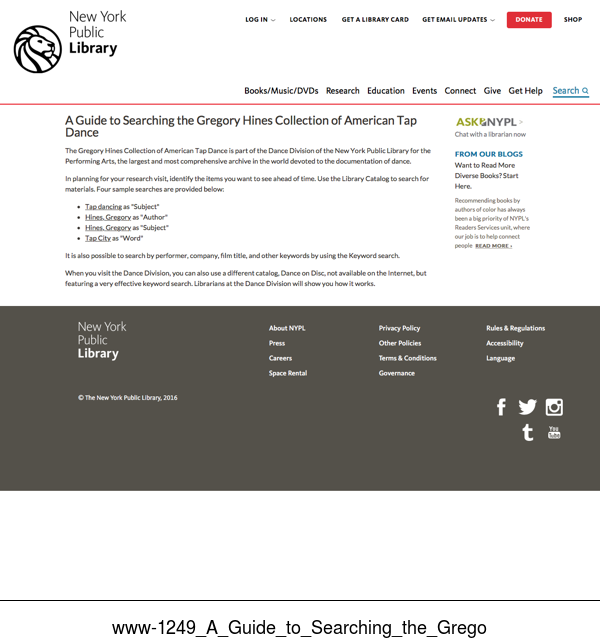 New York
Public
Library
LOG IN
LOCATIONS
GET A LIBRARY CARD
GET EMAIL UPDATES
DONATE
SHOP
Books/Music/DVDs Research Education Events Connect Give Get Help Search
A Guide to Searching the Gregory Hines Collection of American Tap
Dance
The Gregory Hines Collection of American Tap Dance is part of the Dance Division of the New York Public Library for the
Performing Arts, the largest and most comprehensive archive in the world devoted to the documentation of dance.
In planning for your research visit, identify the items you want to see ahead of time. Use the Library Catalog to search for
materials. Four sample searches are provided below:
• Tap dancing as "Subject"
• Hines, Gregory as "Author"
• Hines, Gregory as "Subject"
• Tap City as "Word"
It is also possible to search by performer, company, film title, and other keywords by using the Keyword search.
When you visit the Dance Division, you can also use a different catalog, Dance on Disc, not available on the Internet, but
featuring a very effective keyword search. Librarians at the Dance Division will show you how it works.
ASK NYPL >
Chat with a librarian now
FROM OUR BLOGS
Want to Read More
Diverse Books? Start
Here.
Recommending books by
authors of color has always
been a big priority of NYPL's
Readers Services unit, where
our job is to help connect
people READ MORE ›
New York
Public
Library
About NYPL
Press
Careers
Space Rental
Privacy Policy
Other Policies
Terms & Conditions
Governance
Rules & Regulations
Accessibility
Language
© The New York Public Library, 2016
You
Tube
www-1249_A_Guide_to_Searching_the_Grego